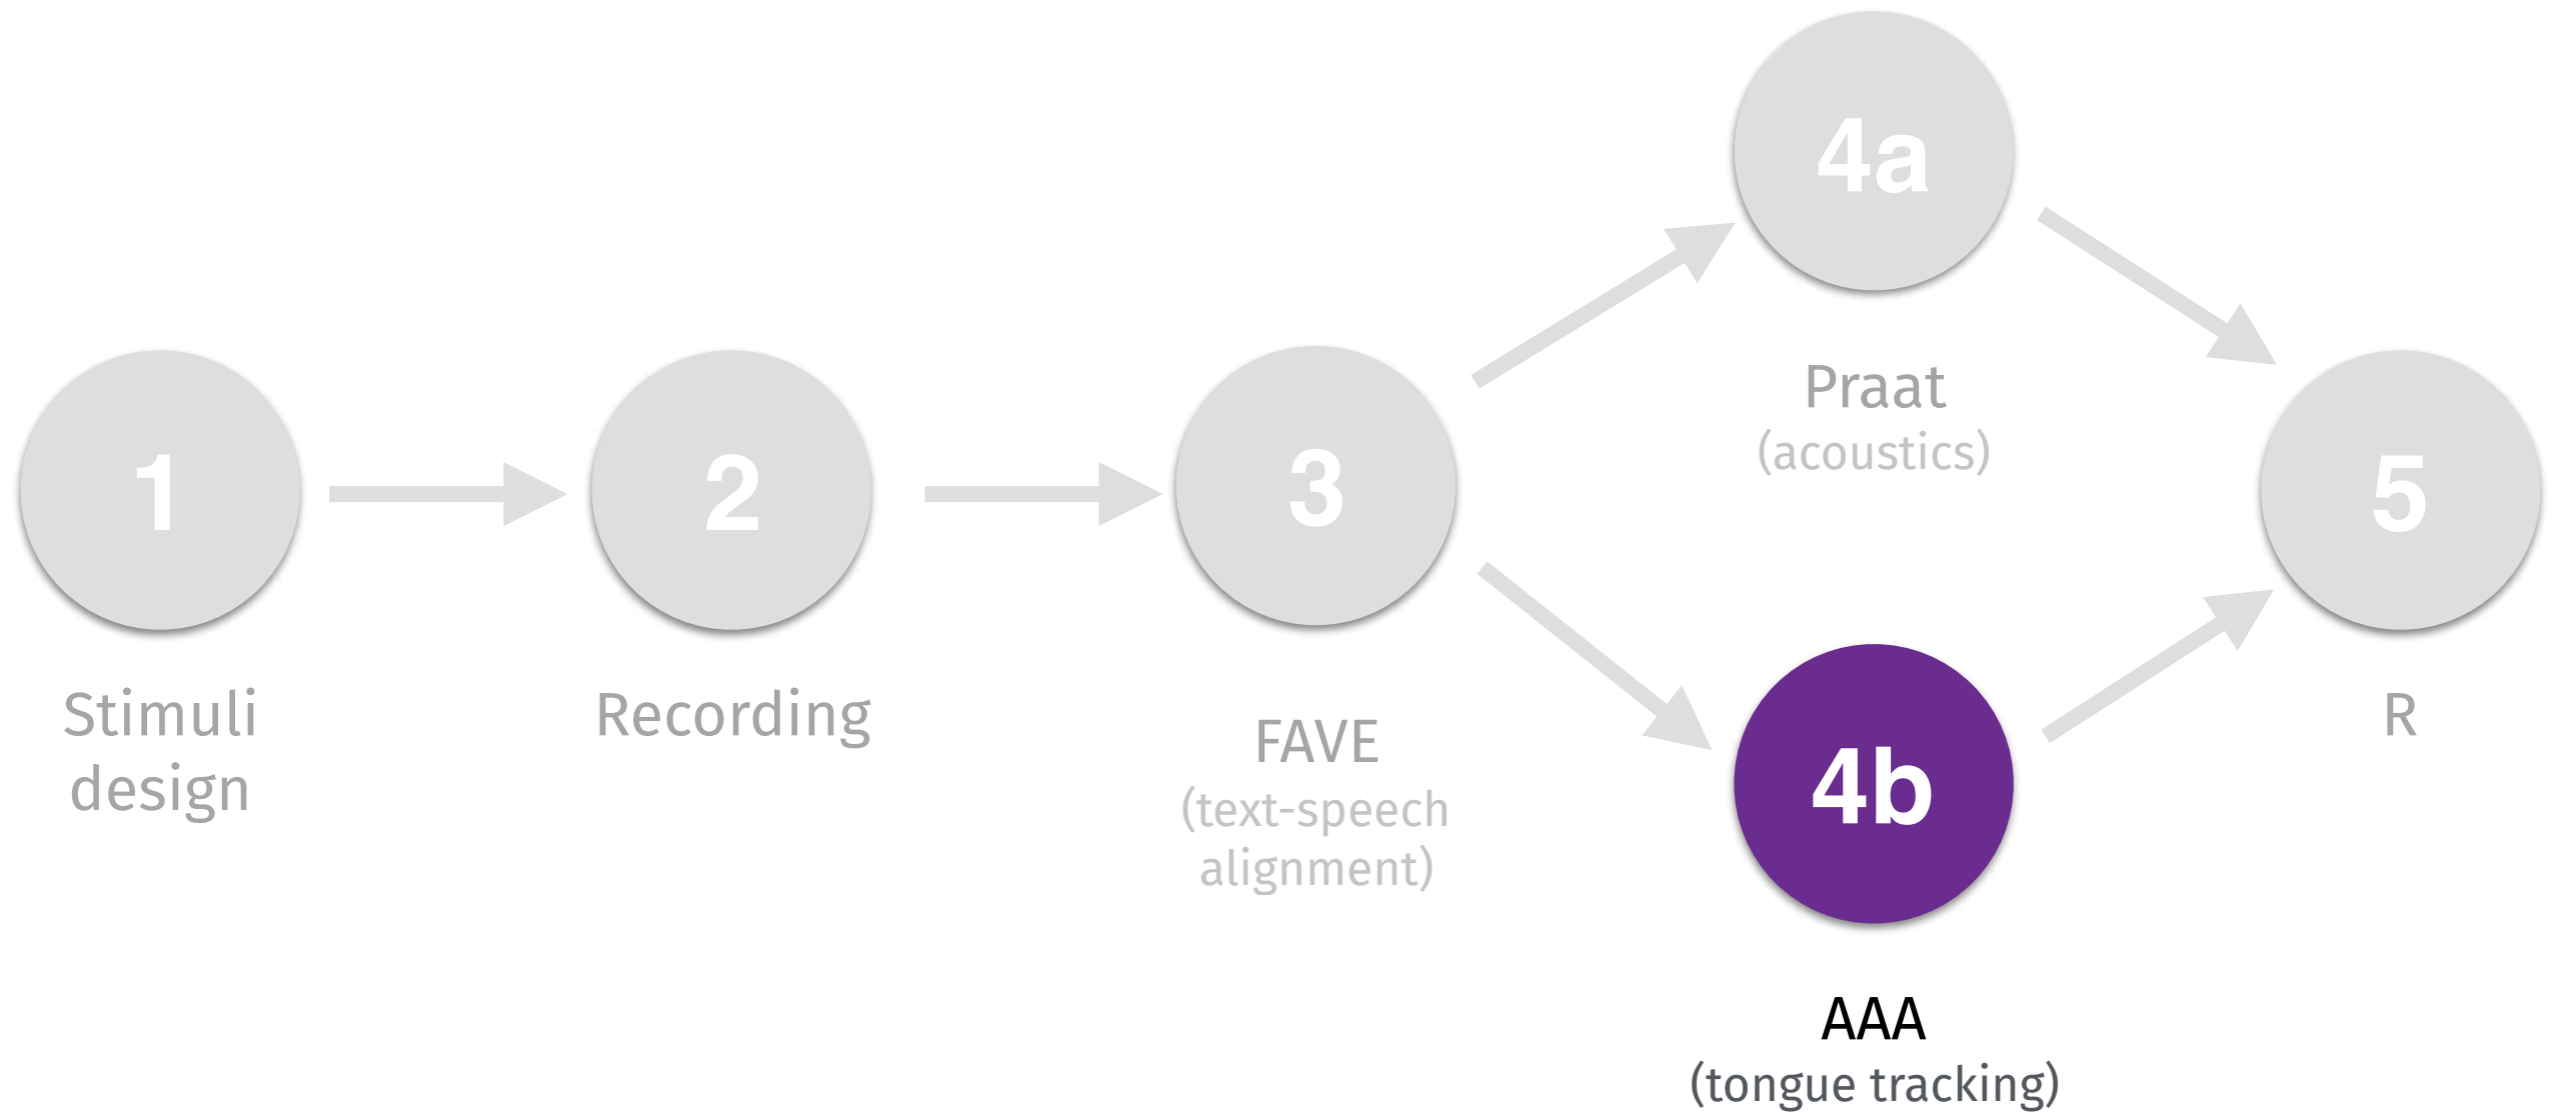 1
Stimuli
design
2
Recording
3
FAVE
(text-speech
alignment)
4a
Praat
(acoustics)
4b
AAA
(tongue tracking)
5
R